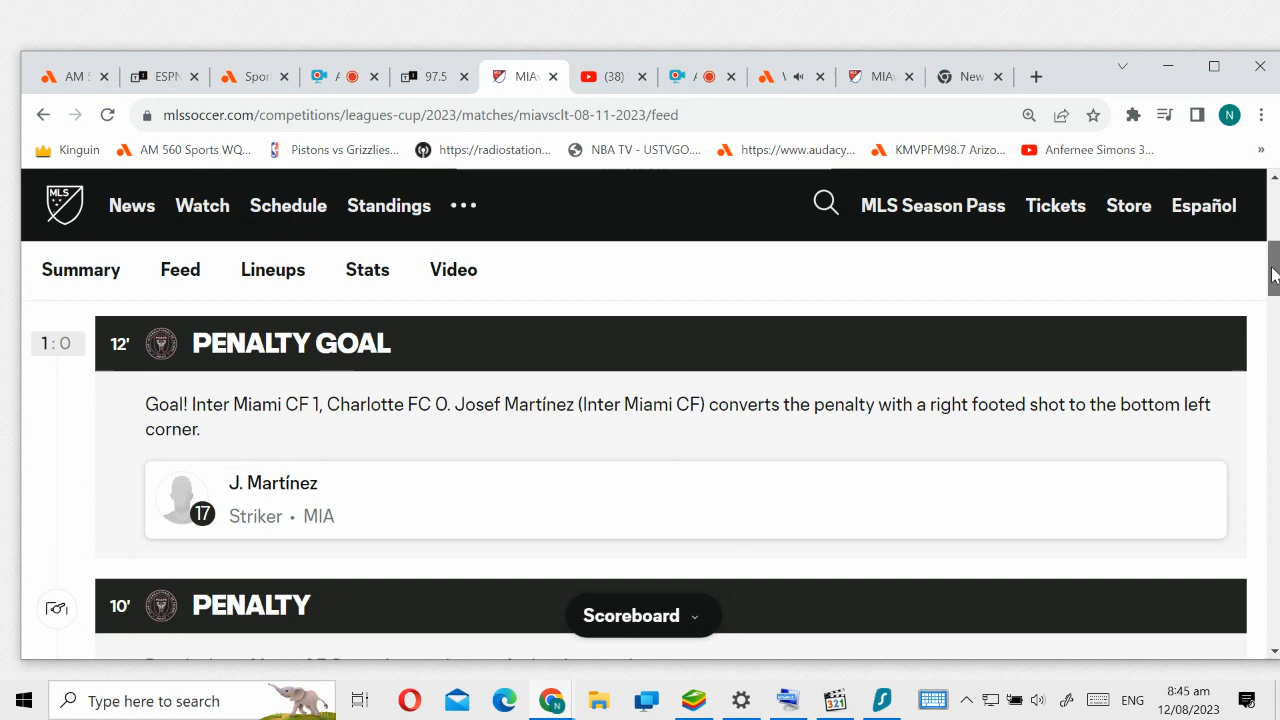 AM 5
ESPN
Spor
A
97.5
MIAv
(38)
A
V
MIAv
New
mlssoccer.com/competitions/leagues-cup/2023/matches/miavsclt-08-11-2023/feed
N
Kinguin
AM 560 Sports WQ...
Pistons vs Grizzlies...
https://radiostation...
NBA TV - USTVGO....
https://www.audacy...
KMVPFM98.7 Arizo...
Anfernee Simons 3...
»
MLS
News
Watch
Schedule
Standings
MLS Season Pass
Tickets
Store
Español
Summary
Feed
Lineups
Stats
Video
1 : 0
12'
PENALTY GOAL
Goal! Inter Miami CF 1, Charlotte FC 0. Josef Martínez (Inter Miami CF) converts the penalty with a right footed shot to the bottom left
corner.
J. Martínez
17
Striker • MIA
10'
PENALTY
Scoreboard
Type here to search
321
ENG
8:45 am
12/08/2023